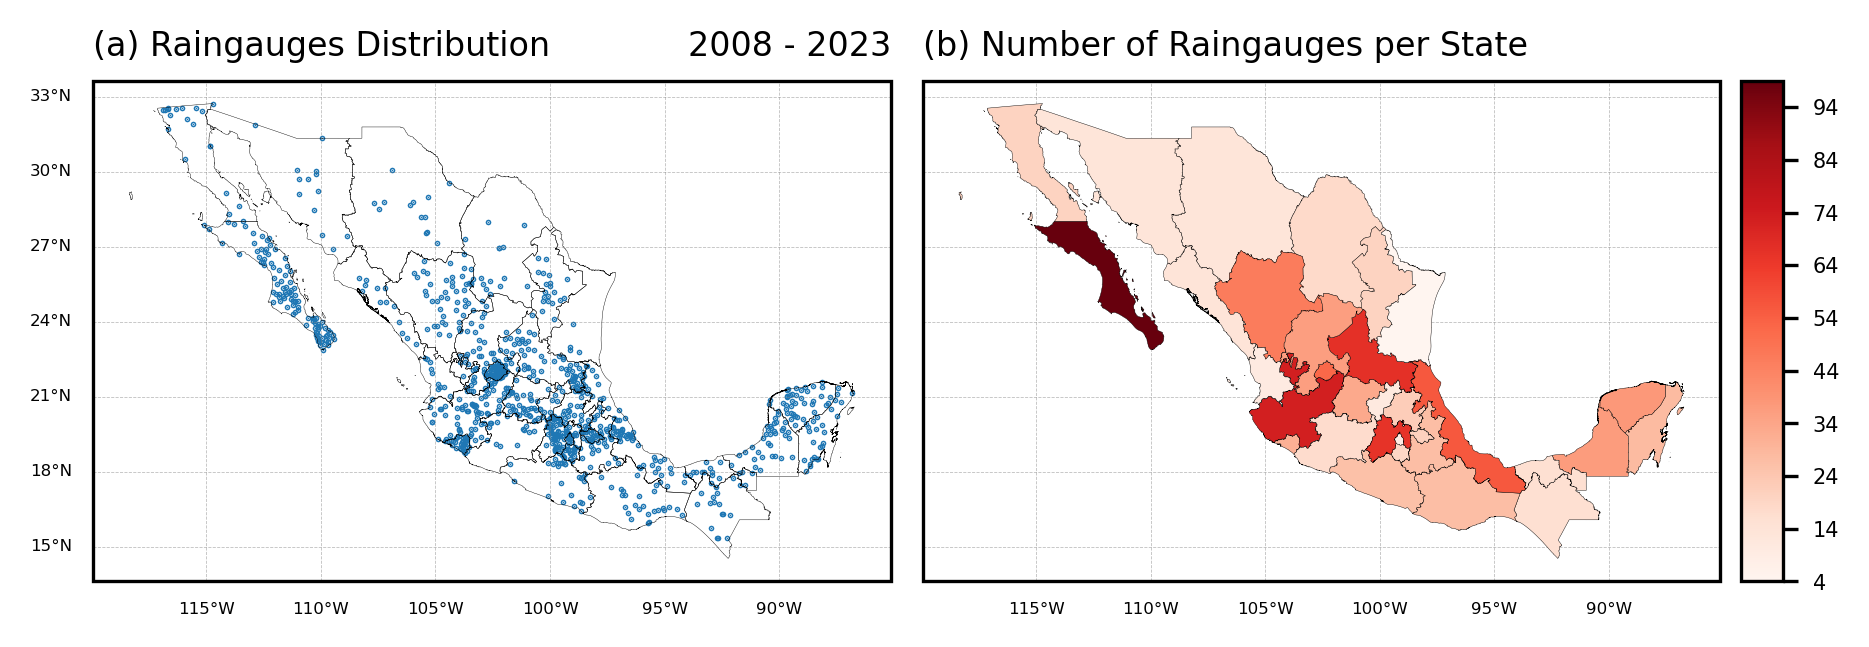 (a) Raingauges Distribution 2008 - 2023
33°N
30°N
27°N
24°N
21°N
18°N
15°N
115°W 110°W 105°W 100°W 95°W 90°W
(b) Number of Raingauges per State
115°W 110°W 105°W 100°W 95°W 90°W
94
84
74
64
54
44
34
24
14
4